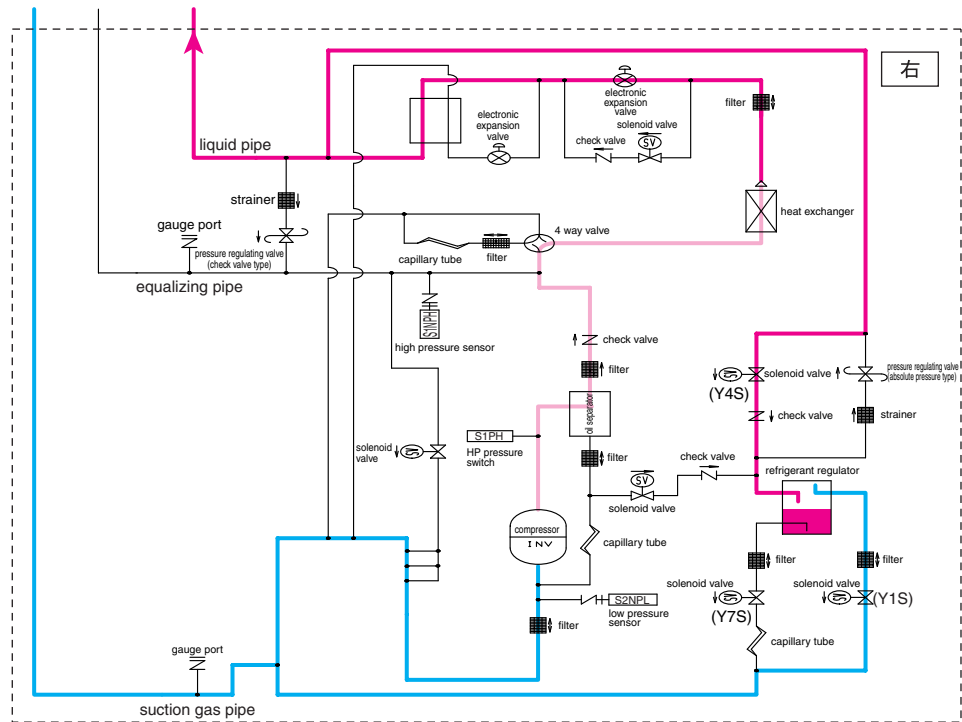 右
electronic
expansion
valve
filter
electronic
expansion
valve
solenoid valve
SV
check valve
liquid pipe
strainer
heat exchanger
gauge port
4 way valve
pressure regulating valve
(check valve type)
capillary tube
filter
equalizing pipe
S1NPH
high pressure sensor
check valve
filter
solenoid valve
SV
(Y4S)
pressure regulating valve
(absolute pressure type)
oil separator
check valve
strainer
S1PH
HP pressure
switch
solenoid
valve
SV
filter
check valve
SV
solenoid valve
refrigerant regulator
compressor
INV
capillary tube
filter
filter
solenoid valve
SV
(Y7S)
solenoid valve
SV
(Y1S)
S2NPL
low pressure
sensor
filter
capillary tube
gauge port
suction gas pipe